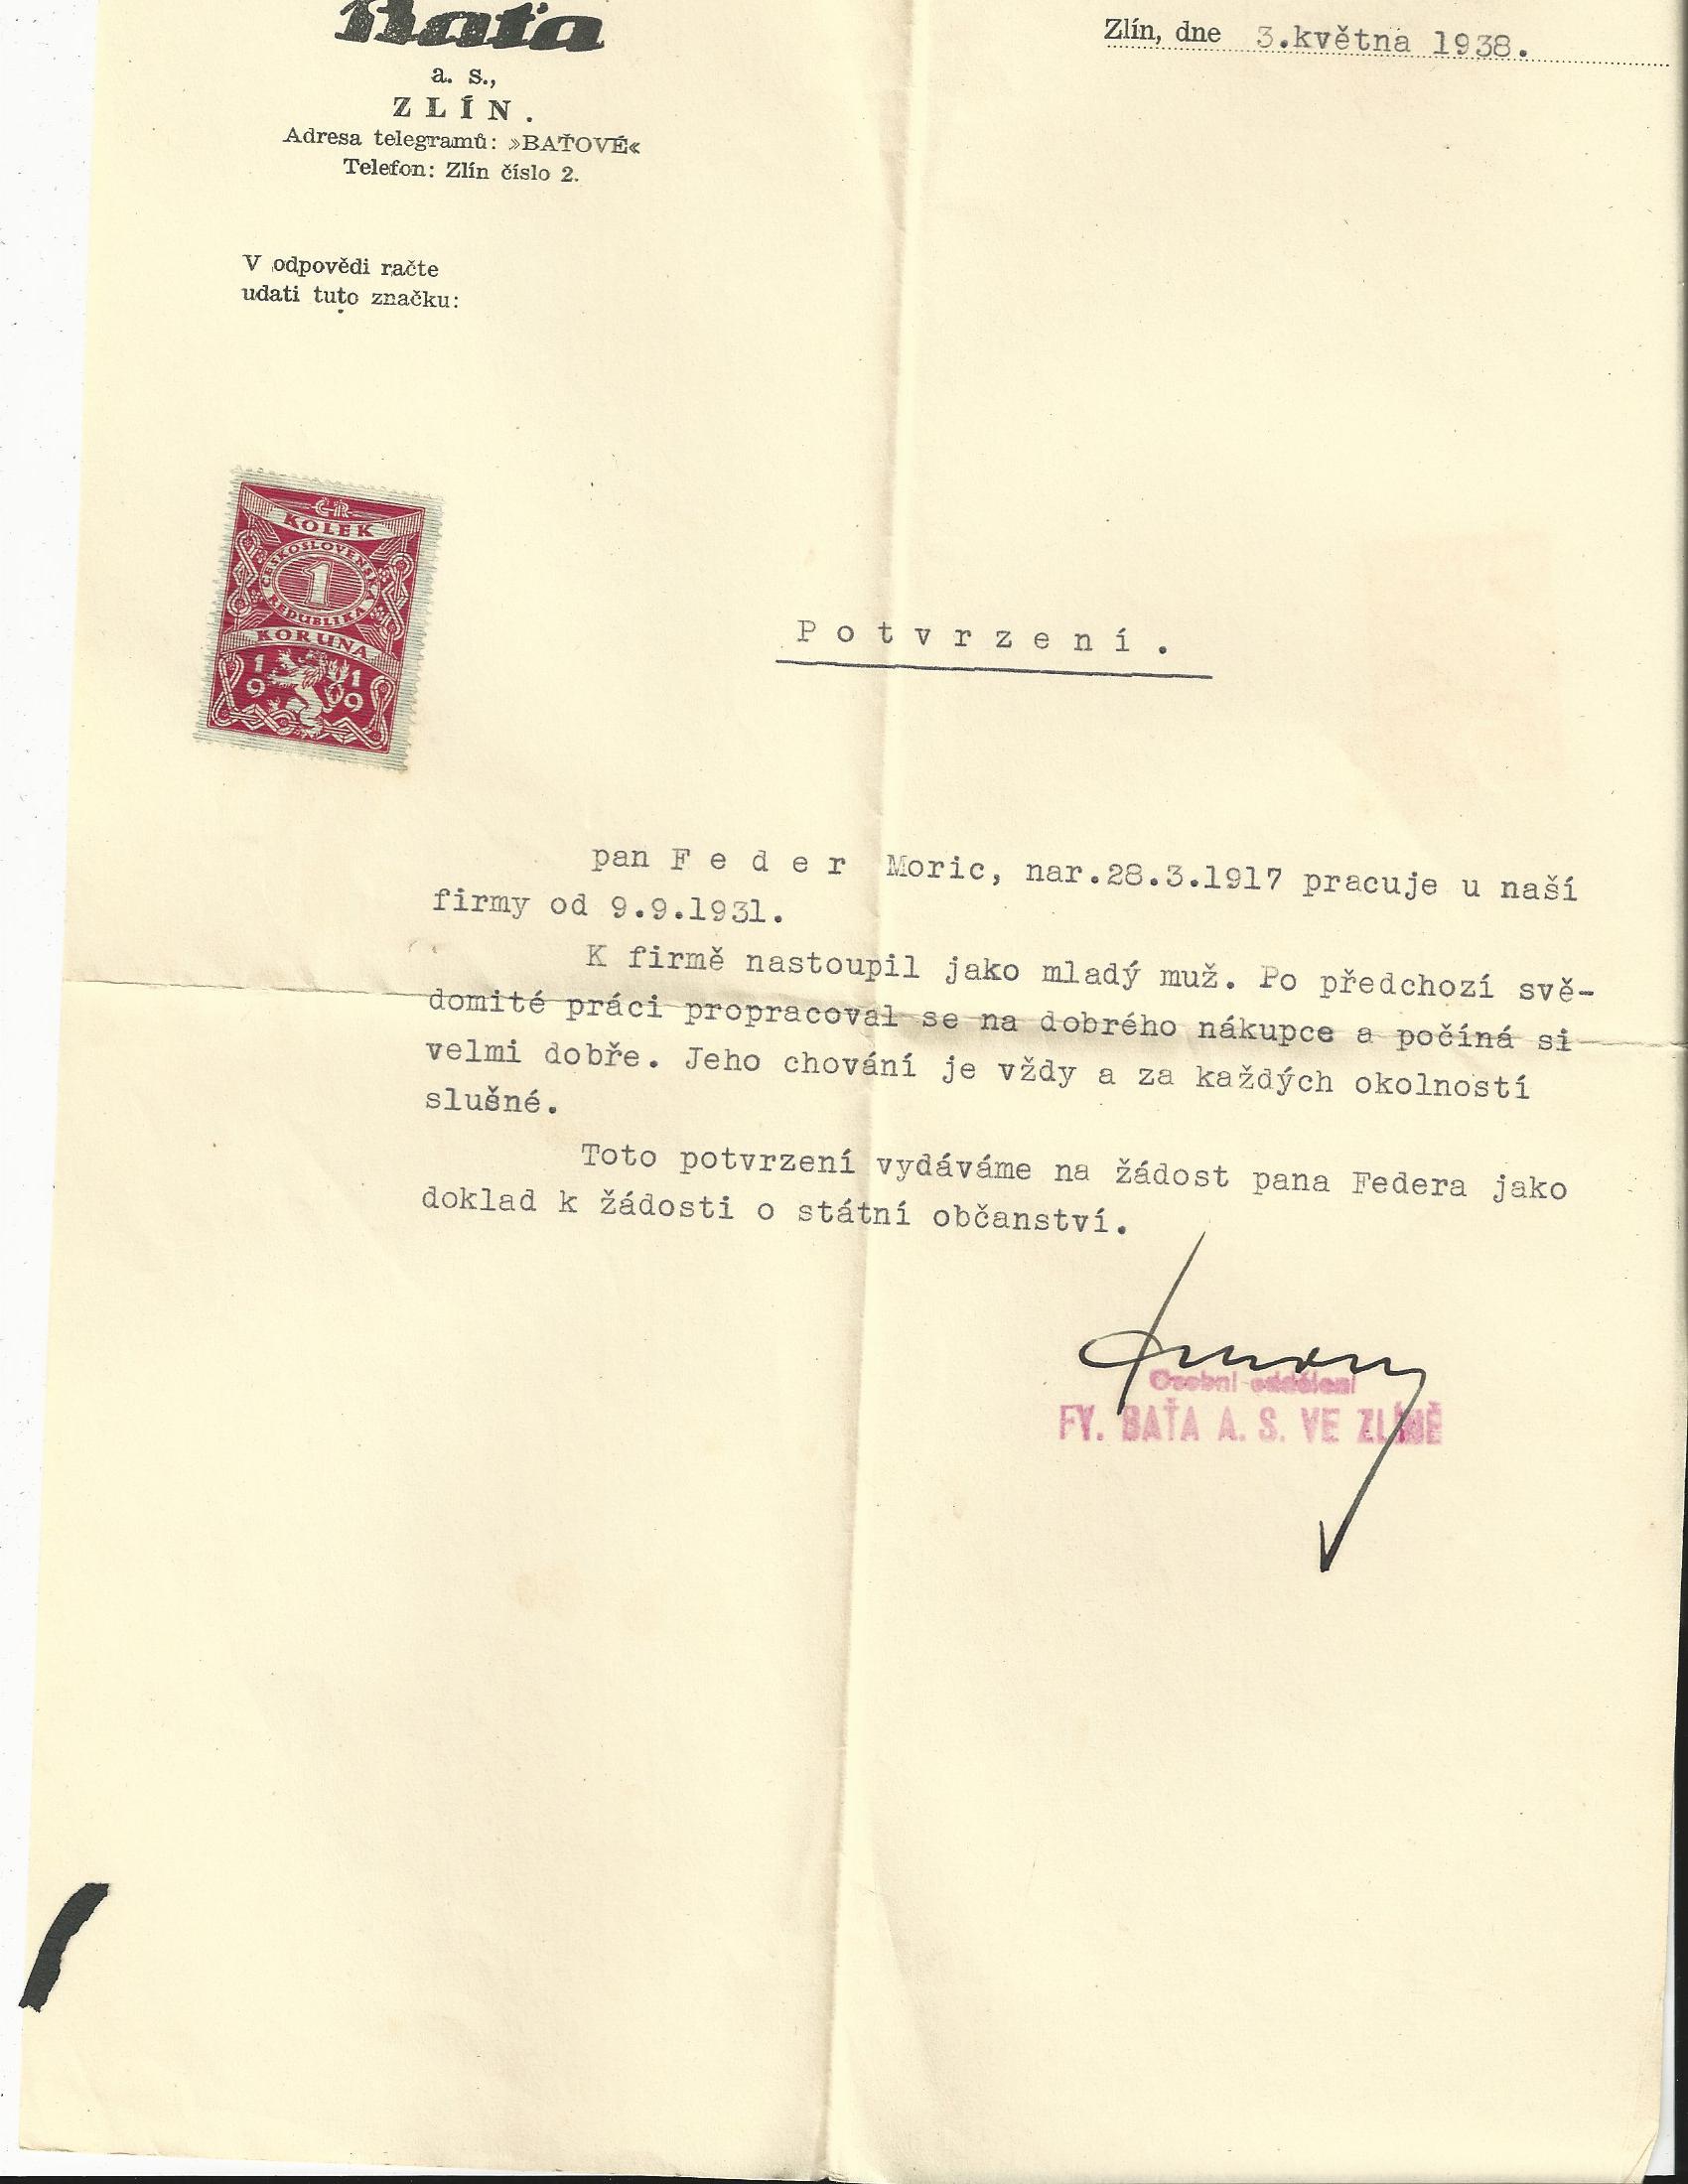 Baťa
a. s.,
ZLÍN.
Adresa telegramů: »BAŤOVÉ«
Telefon: Zlín číslo 2.
Zlín, dne 3.května 1938.
V odpovědi račte
udati tuto značku:
ČR
KOLEK
ČESKOSLOVENSKÁ
1
REPUBLIKA
KORUNA
1 1
9 9
Potvrzení.
pan F e d e r Moric, nar.28.3.1917 pracuje u naší
firmy od 9.9.1931.
K firmě nastoupil jako mladý muž. Po předchozí svě-
domité práci propracoval se na dobrého nákupce a počíná si
velmi dobře. Jeho chování je vždy a za každých okolností
slušné.
Toto potvrzení vydáváme na žádost pana Federa jako
doklad k žádosti o státní občanství.
Osobní oddělení
FY. BAŤA A. S. VE ZLÍNĚ